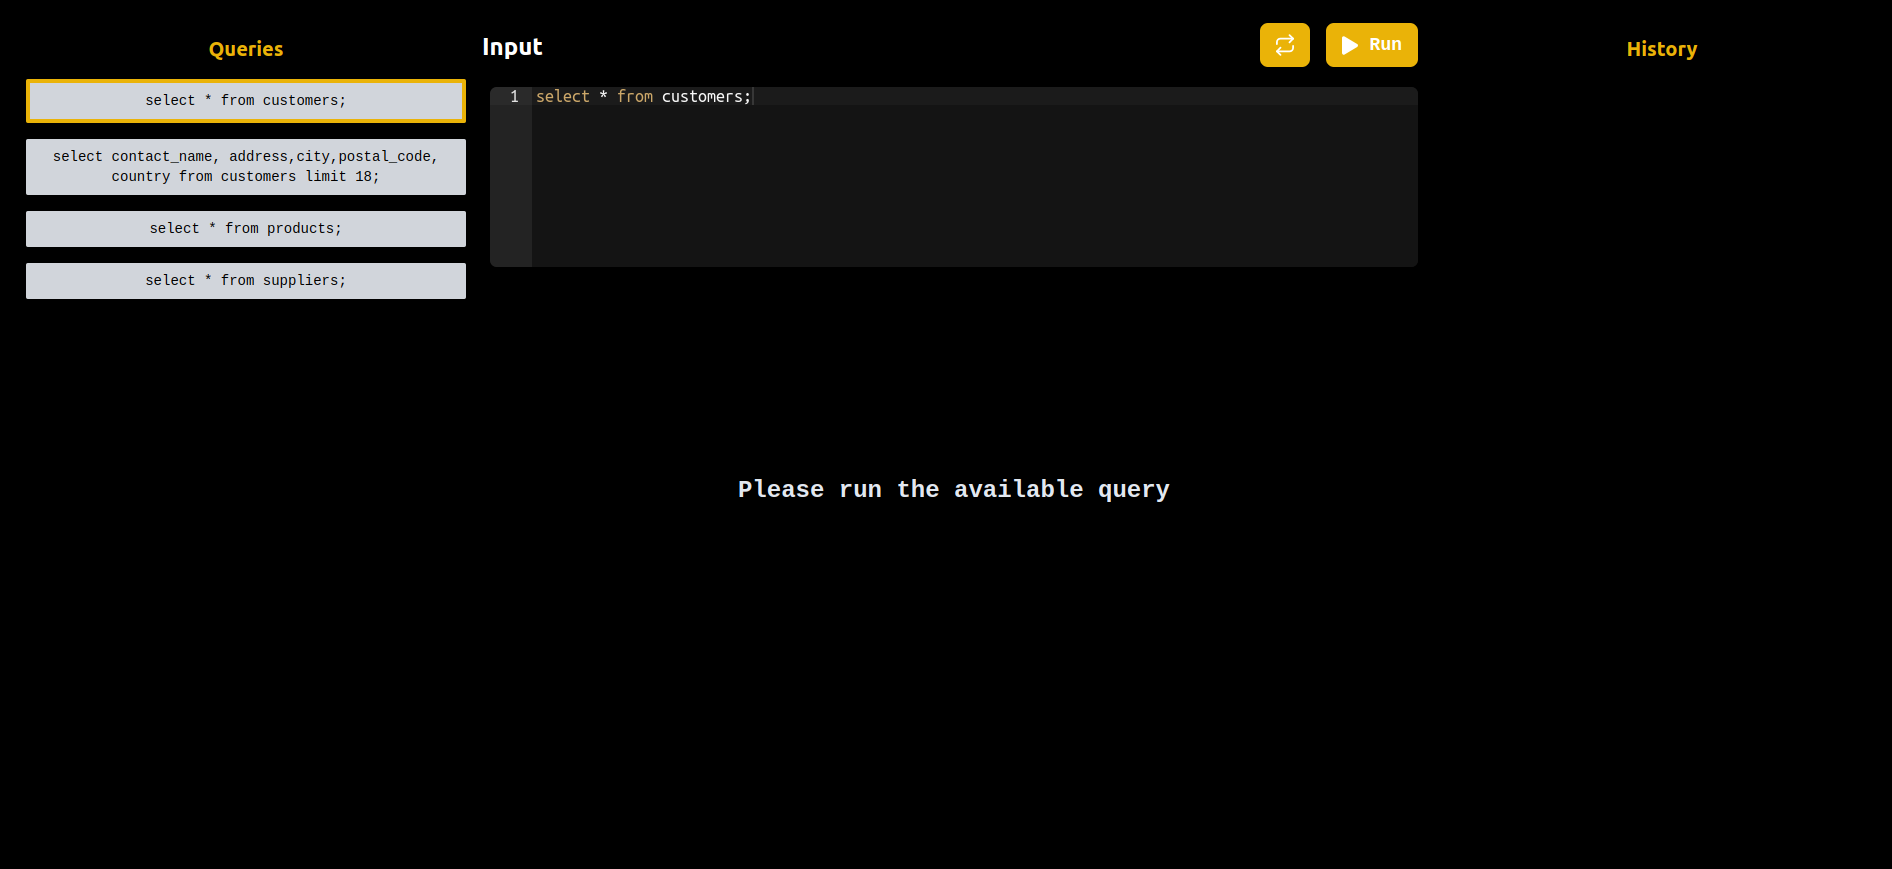 Queries
select * from customers;
select contact_name, address,city,postal_code,
country from customers limit 18;
select * from products;
select * from suppliers;
Input
Run
1 select * from customers;
Please run the available query
History